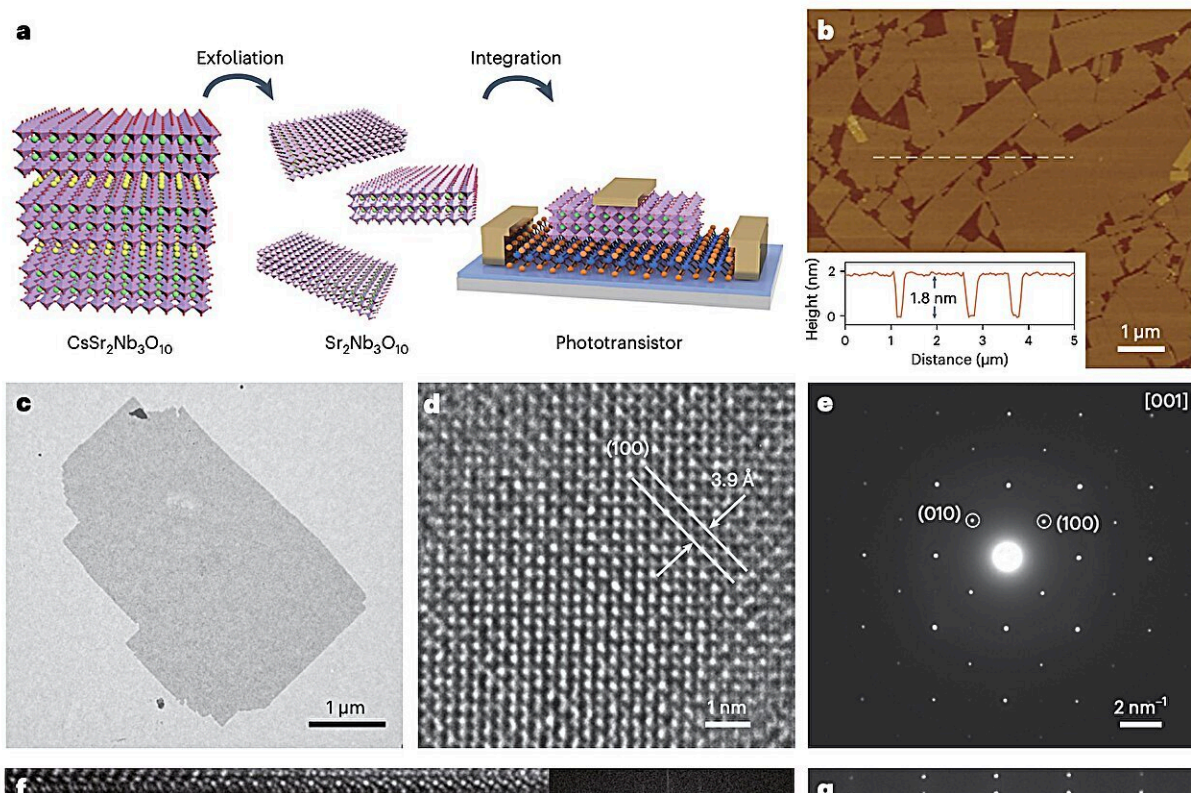 a
Exfoliation
Integration
CsSr₂Nb₃O₁₀
Sr₂Nb₃O₁₀
Phototransistor
b
Height (nm)
2
0
1.8 nm
0 1 2 3 4 5
Distance (μm)
1 μm
c
1 μm
d
(100)
3.9 Å
1 nm
e
[001]
(010)
(100)
2 nm⁻¹
f
g